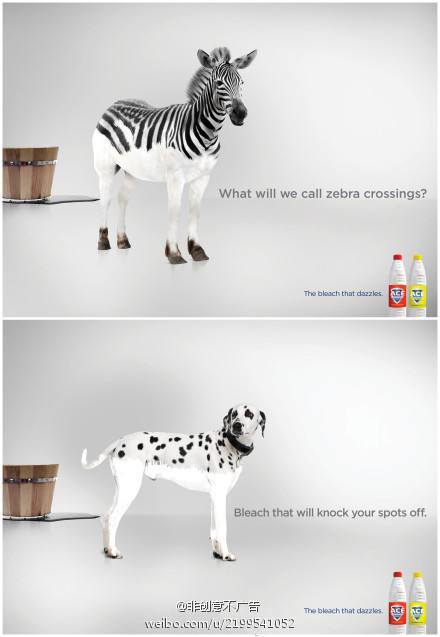 What will we call zebra crossings?
The bleach that dazzles.
ACE
ACE
Bleach that will knock your spots off.
The bleach that dazzles.
ACE
ACE
@非创意不广告
weibo.com/u/2199541052